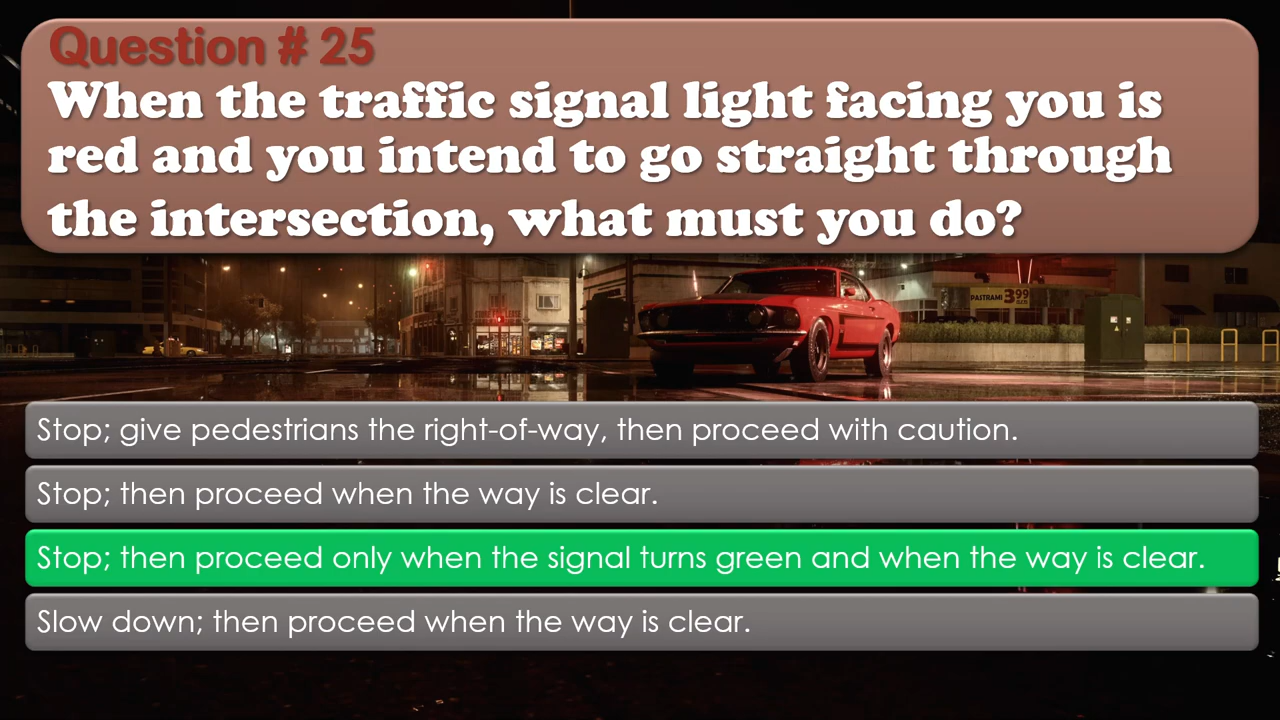 Question # 25
When the traffic signal light facing you is
red and you intend to go straight through
the intersection, what must you do?
PASTRAMI 3.99
Stop; give pedestrians the right-of-way, then proceed with caution.
Stop; then proceed when the way is clear.
Stop; then proceed only when the signal turns green and when the way is clear.
Slow down; then proceed when the way is clear.